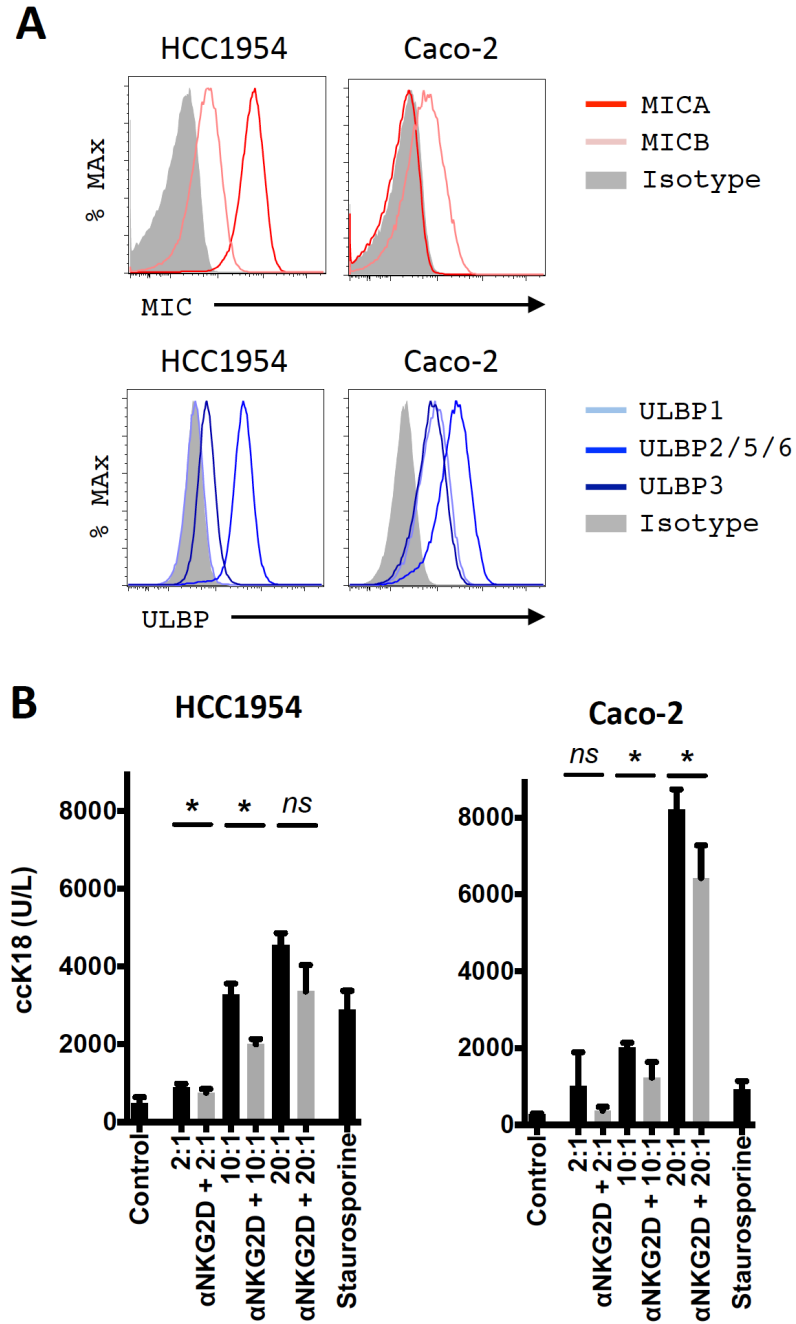 A
HCC1954 Caco-2
% MAx
MICA
MICB
Isotype
MIC
HCC1954 Caco-2
% MAx
ULBP1
ULBP2/5/6
ULBP3
Isotype
ULBP
B
HCC1954
ccK18 (U/L)
8000
6000
4000
2000
0
* * ns
Control
2:1
αNKG2D + 2:1
10:1
αNKG2D + 10:1
20:1
αNKG2D + 20:1
Staurosporine
Caco-2
ns * *
8000
6000
4000
2000
0
Control
2:1
αNKG2D + 2:1
10:1
αNKG2D + 10:1
20:1
αNKG2D + 20:1
Staurosporine